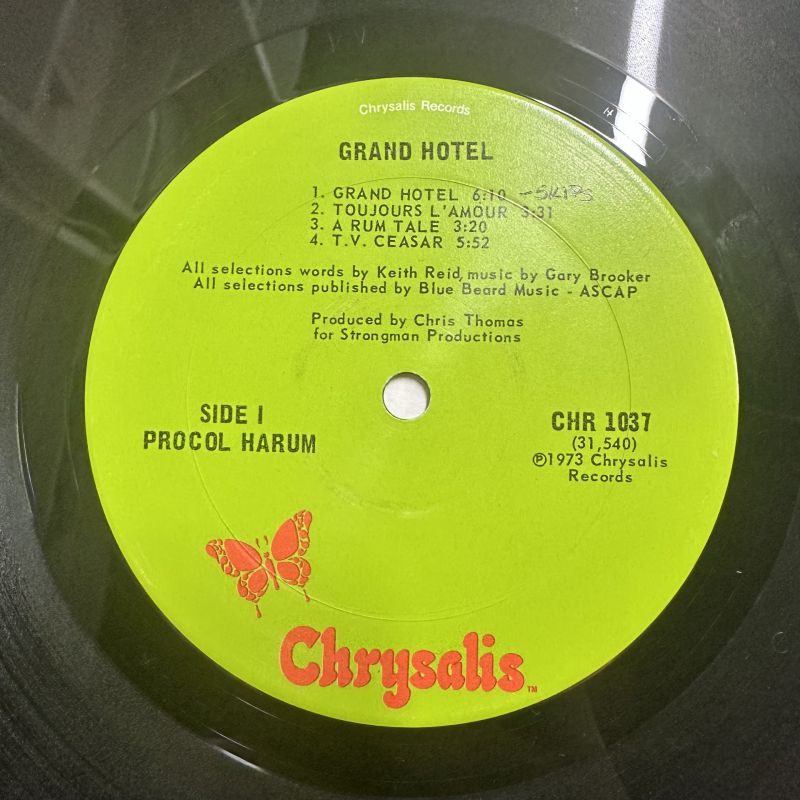 Chrysalis Records
GRAND HOTEL
1. GRAND HOTEL 6:10 -SKIPS
2. TOUJOURS L'AMOUR 3:31
3. A RUM TALE 3:20
4. T.V. CEASAR 5:52
All selections words by Keith Reid, music by Gary Brooker
All selections published by Blue Beard Music - ASCAP
Produced by Chris Thomas
for Strongman Productions
SIDE I
PROCOL HARUM
CHR 1037
(31,540)
℗1973 Chrysalis
Records
Chrysalis™